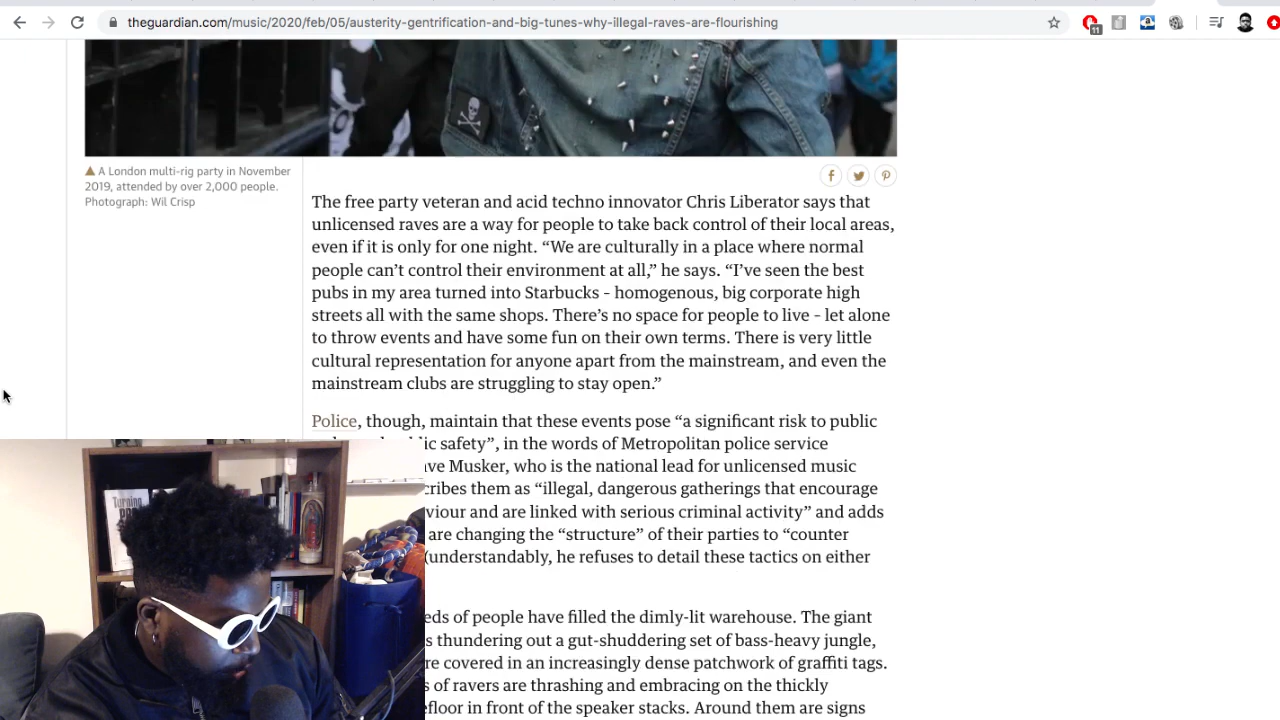 theguardian.com/music/2020/feb/05/austerity-gentrification-and-big-tunes-why-illegal-raves-are-flourishing
11
A London multi-rig party in November
2019, attended by over 2,000 people.
Photograph: Wil Crisp
The free party veteran and acid techno innovator Chris Liberator says that
unlicensed raves are a way for people to take back control of their local areas,
even if it is only for one night. “We are culturally in a place where normal
people can’t control their environment at all,” he says. “I’ve seen the best
pubs in my area turned into Starbucks – homogenous, big corporate high
streets all with the same shops. There’s no space for people to live – let alone
to throw events and have some fun on their own terms. There is very little
cultural representation for anyone apart from the mainstream, and even the
mainstream clubs are struggling to stay open.”
Police, though, maintain that these events pose “a significant risk to public
safety”, in the words of Metropolitan police service
Musker, who is the national lead for unlicensed music
“illegal, dangerous gatherings that encourage
and are linked with serious criminal activity” and adds
are changing the “structure” of their parties to “counter
(understandably, he refuses to detail these tactics on either
of people have filled the dimly-lit warehouse. The giant
thundering out a gut-shuddering set of bass-heavy jungle,
covered in an increasingly dense patchwork of graffiti tags.
of ravers are thrashing and embracing on the thickly
in front of the speaker stacks. Around them are signs
Turning